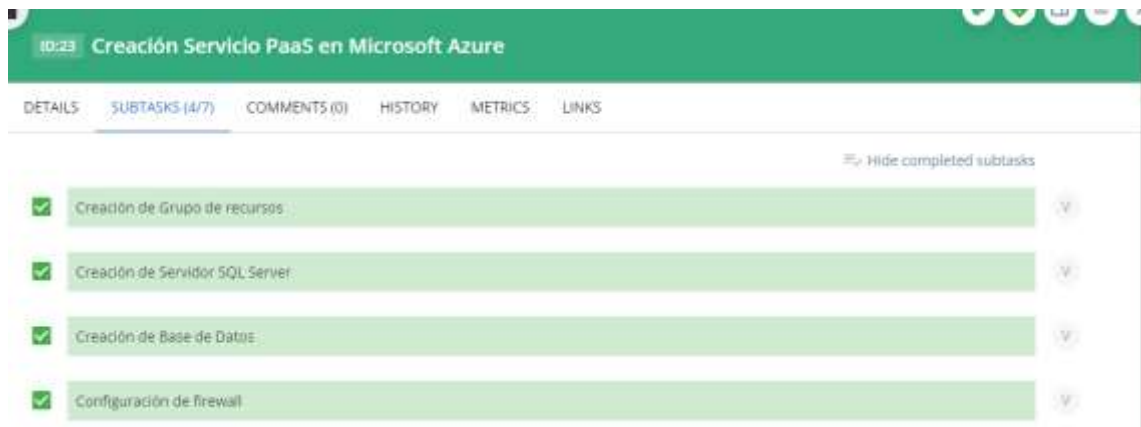 ID:23 Creación Servicio PaaS en Microsoft Azure
DETAILS SUBTASKS (4/7) COMMENTS (0) HISTORY METRICS LINKS
Hide completed subtasks
Creación de Grupo de recursos V
Creación de Servidor SQL Server V
Creación de Base de Datos V
Configuración de firewall V